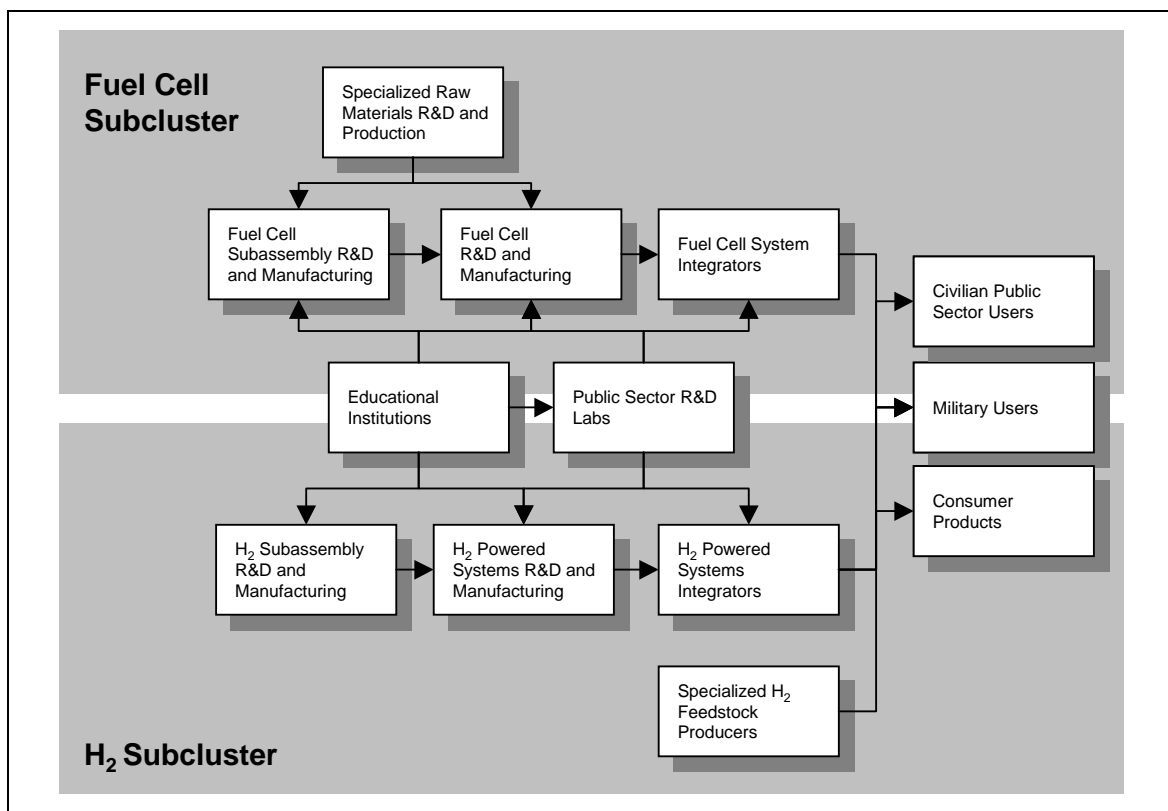 Fuel Cell
Subcluster
Specialized Raw
Materials R&D and
Production
Fuel Cell
Subassembly R&D
and Manufacturing
Fuel Cell
R&D and
Manufacturing
Fuel Cell System
Integrators
Civilian Public
Sector Users
Educational
Institutions
Public Sector R&D
Labs
Military Users
Consumer
Products
H2 Subassembly
R&D and
Manufacturing
H2 Powered
Systems R&D and
Manufacturing
H2 Powered
Systems
Integrators
Specialized H2
Feedstock
Producers
H2 Subcluster